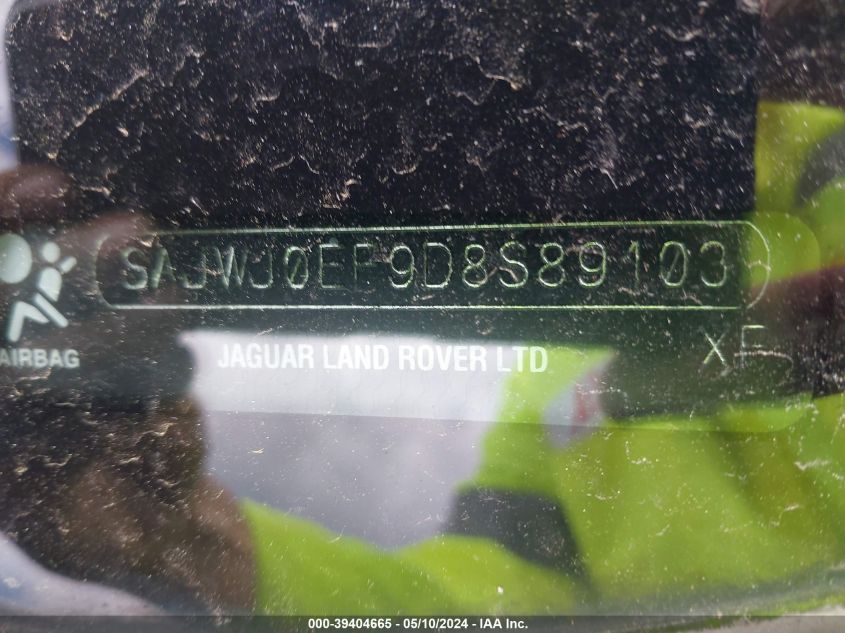 SAJWJ0EF9D8S89103
AIRBAG
JAGUAR LAND ROVER LTD
XF
000-39404665 - 05/10/2024 - IAA Inc.